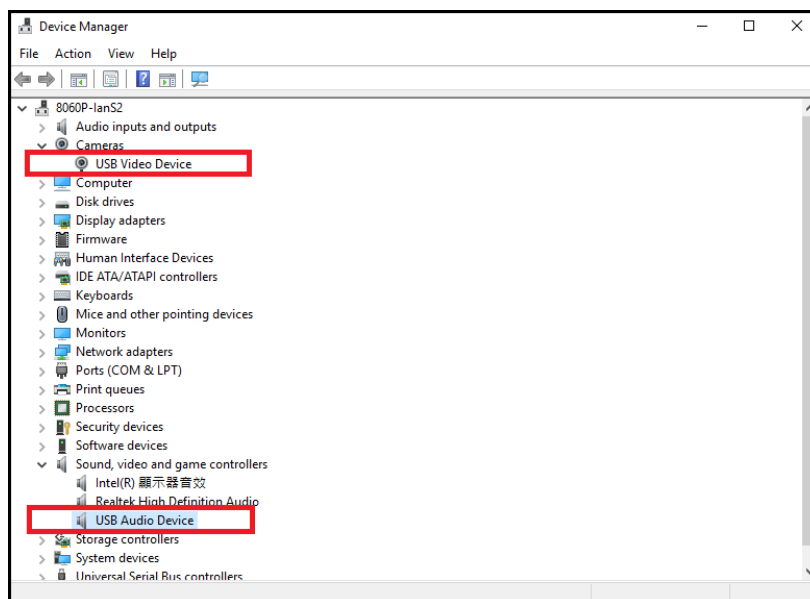 Device Manager
File Action View Help
8060P-IanS2
Audio inputs and outputs
Cameras
USB Video Device
Computer
Disk drives
Display adapters
Firmware
Human Interface Devices
IDE ATA/ATAPI controllers
Keyboards
Mice and other pointing devices
Monitors
Network adapters
Ports (COM & LPT)
Print queues
Processors
Security devices
Software devices
Sound, video and game controllers
Intel(R) 顯示器音效
Realtek High Definition Audio
USB Audio Device
Storage controllers
System devices
Universal Serial Bus controllers